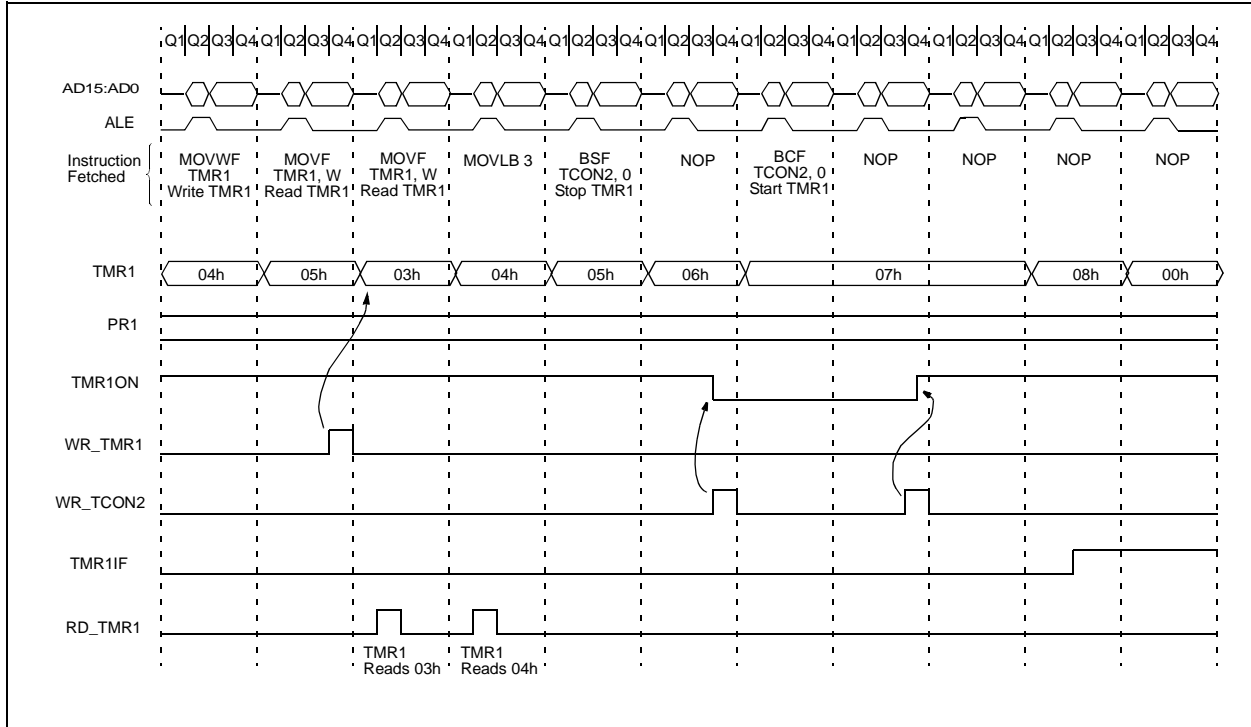 Q1 Q2 Q3 Q4 Q1 Q2 Q3 Q4 Q1 Q2 Q3 Q4 Q1 Q2 Q3 Q4 Q1 Q2 Q3 Q4 Q1 Q2 Q3 Q4 Q1 Q2 Q3 Q4 Q1 Q2 Q3 Q4 Q1 Q2 Q3 Q4 Q1 Q2 Q3 Q4 Q1 Q2 Q3 Q4
AD15:AD0
ALE
Instruction
Fetched
MOVWF
TMR1
Write TMR1
MOVF
TMR1, W
Read TMR1
MOVF
TMR1, W
Read TMR1
MOVLB 3
BSF
TCON2, 0
Stop TMR1
NOP
BCF
TCON2, 0
Start TMR1
NOP
NOP
NOP
NOP
TMR1 04h 05h 03h 04h 05h 06h 07h 08h 00h
PR1
TMR1ON
WR_TMR1
WR_TCON2
TMR1IF
RD_TMR1
TMR1
Reads 03h
TMR1
Reads 04h